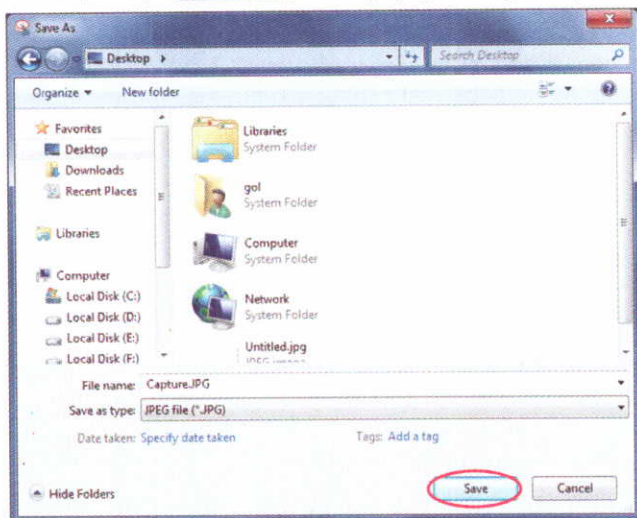 Save As
Desktop
Search Desktop
Organize
New folder
Favorites
Desktop
Downloads
Recent Places
Libraries
Computer
Local Disk (C:)
Local Disk (D:)
Local Disk (E:)
Local Disk (F:)
Libraries
System Folder
gol
System Folder
Computer
System Folder
Network
System Folder
Untitled.jpg
JPEG image
File name: Capture.JPG
Save as type: JPEG file (*.JPG)
Date taken: Specify date taken
Tags: Add a tag
Hide Folders
Save
Cancel